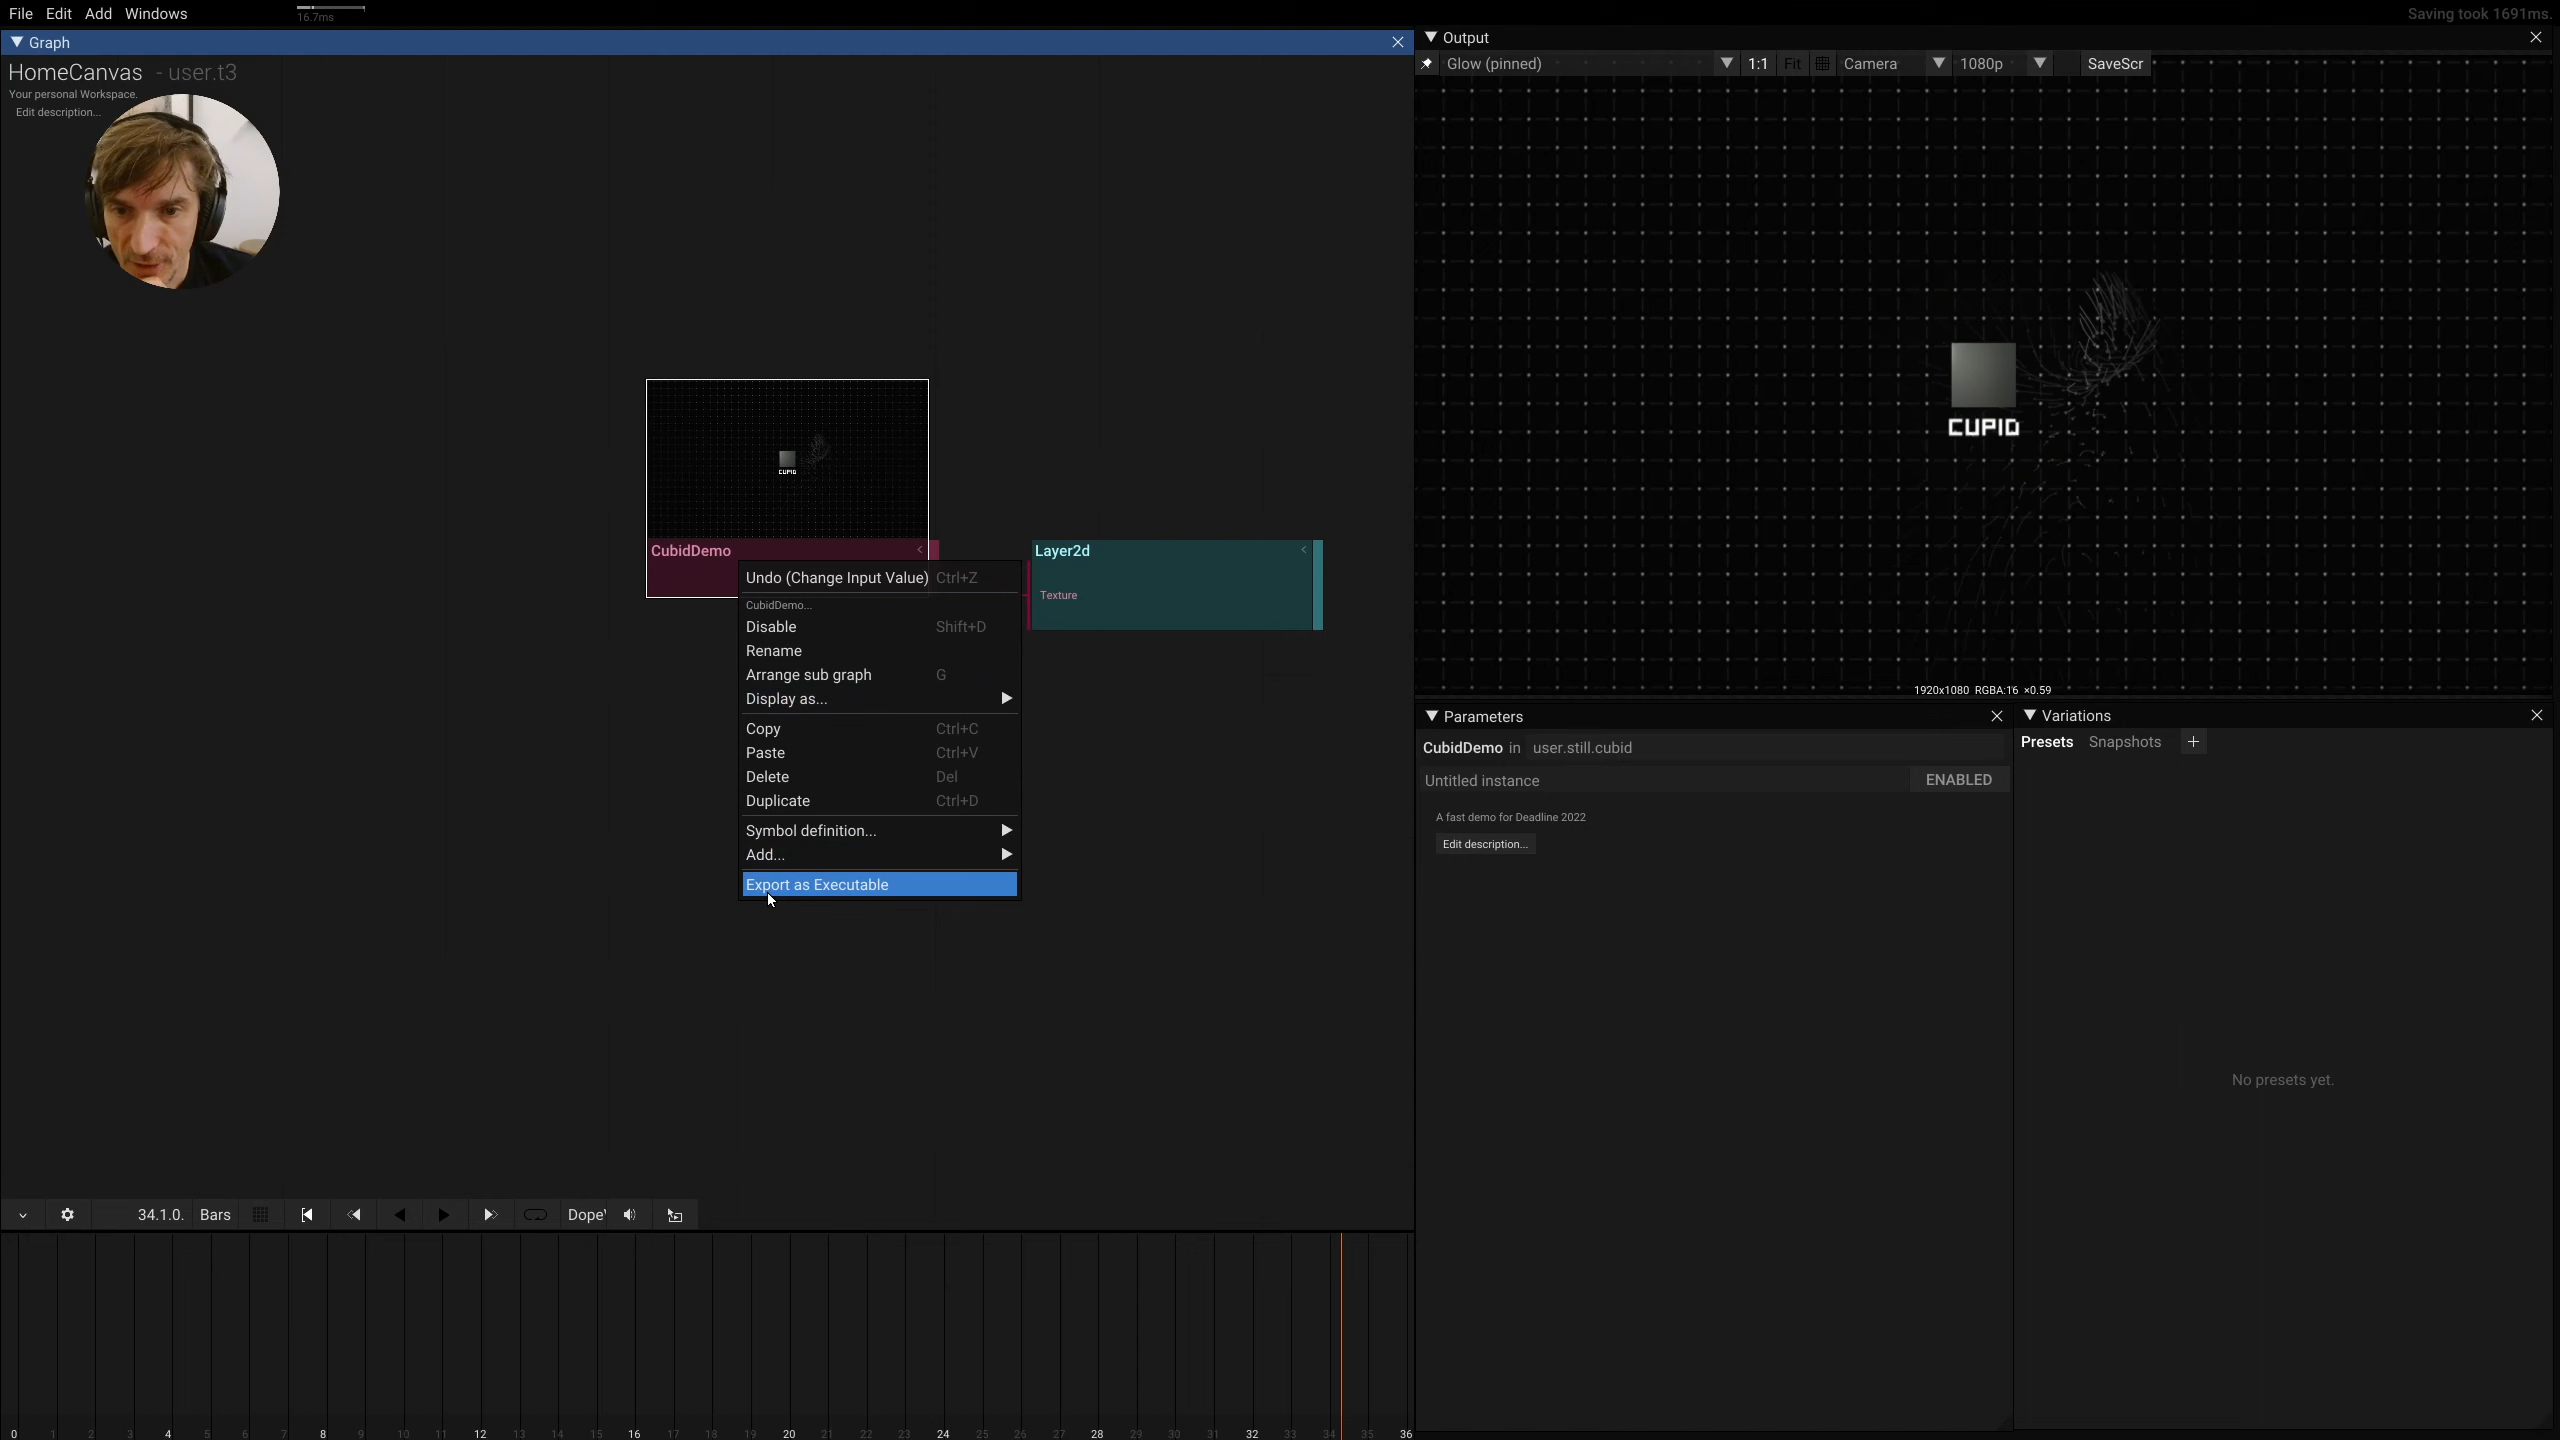 File Edit Add Windows
16.7ms
Saving took 1691ms.
Graph
HomeCanvas - user.t3
Your personal Workspace.
Edit description...
CUPID
CubidDemo
Layer2d
Texture
Undo (Change Input Value) Ctrl+Z
CubidDemo...
Disable Shift+D
Rename
Arrange sub graph G
Display as...
Copy Ctrl+C
Paste Ctrl+V
Delete Del
Duplicate Ctrl+D
Symbol definition...
Add...
Export as Executable
34.1.0. Bars
Dope
0 1 2 3 4 5 6 7 8 9 10 11 12 13 14 15 16 17 18 19 20 21 22 23 24 25 26 27 28 29 30 31 32 33 34 35 36
Output
Glow (pinned) 1:1 Fit Camera 1080p SaveScr
CUPID
1920x1080 RGBA:16 ×0.59
Parameters
CubidDemo in user.still.cubid
Untitled instance ENABLED
A fast demo for Deadline 2022
Edit description...
Variations
Presets Snapshots +
No presets yet.